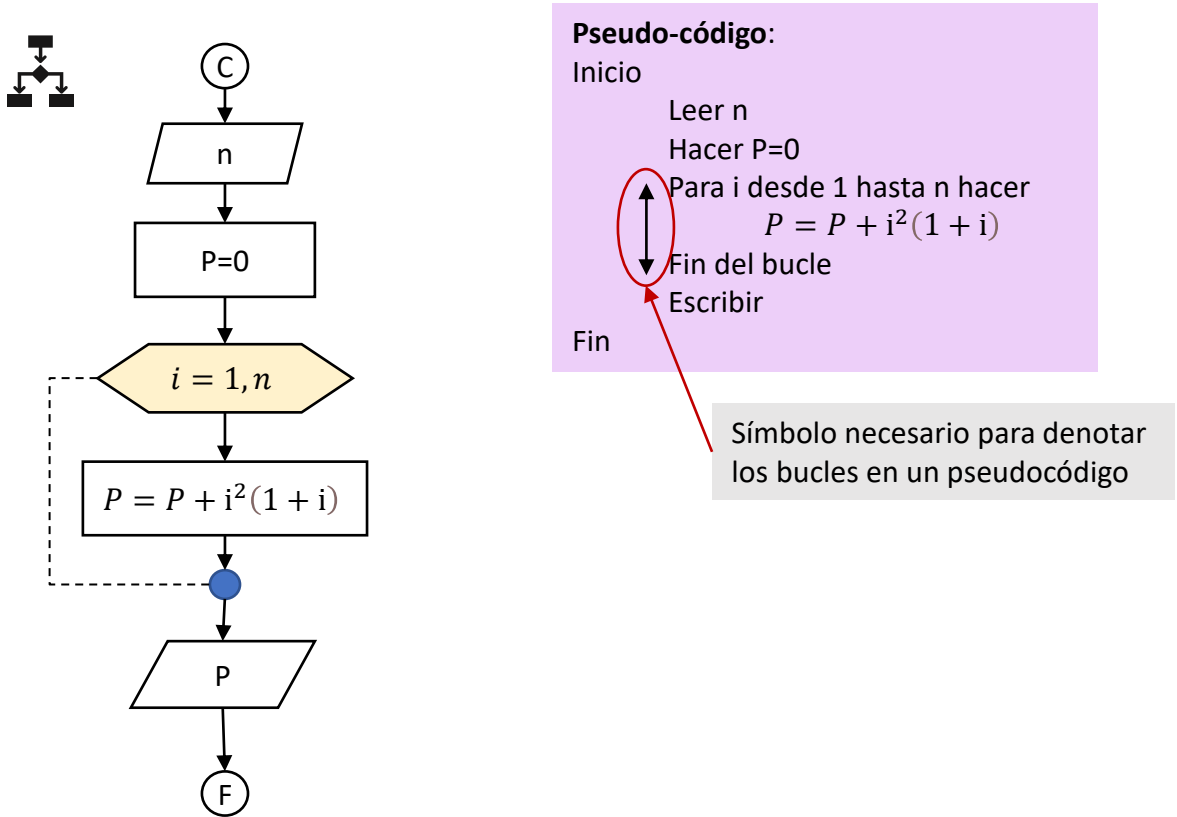 C
n
P=0
i = 1, n
P = P + i²(1 + i)
P
F
Pseudo-código:
Inicio
Leer n
Hacer P=0
Para i desde 1 hasta n hacer
P = P + i²(1 + i)
Fin del bucle
Escribir
Fin
Símbolo necesario para denotar
los bucles en un pseudocódigo